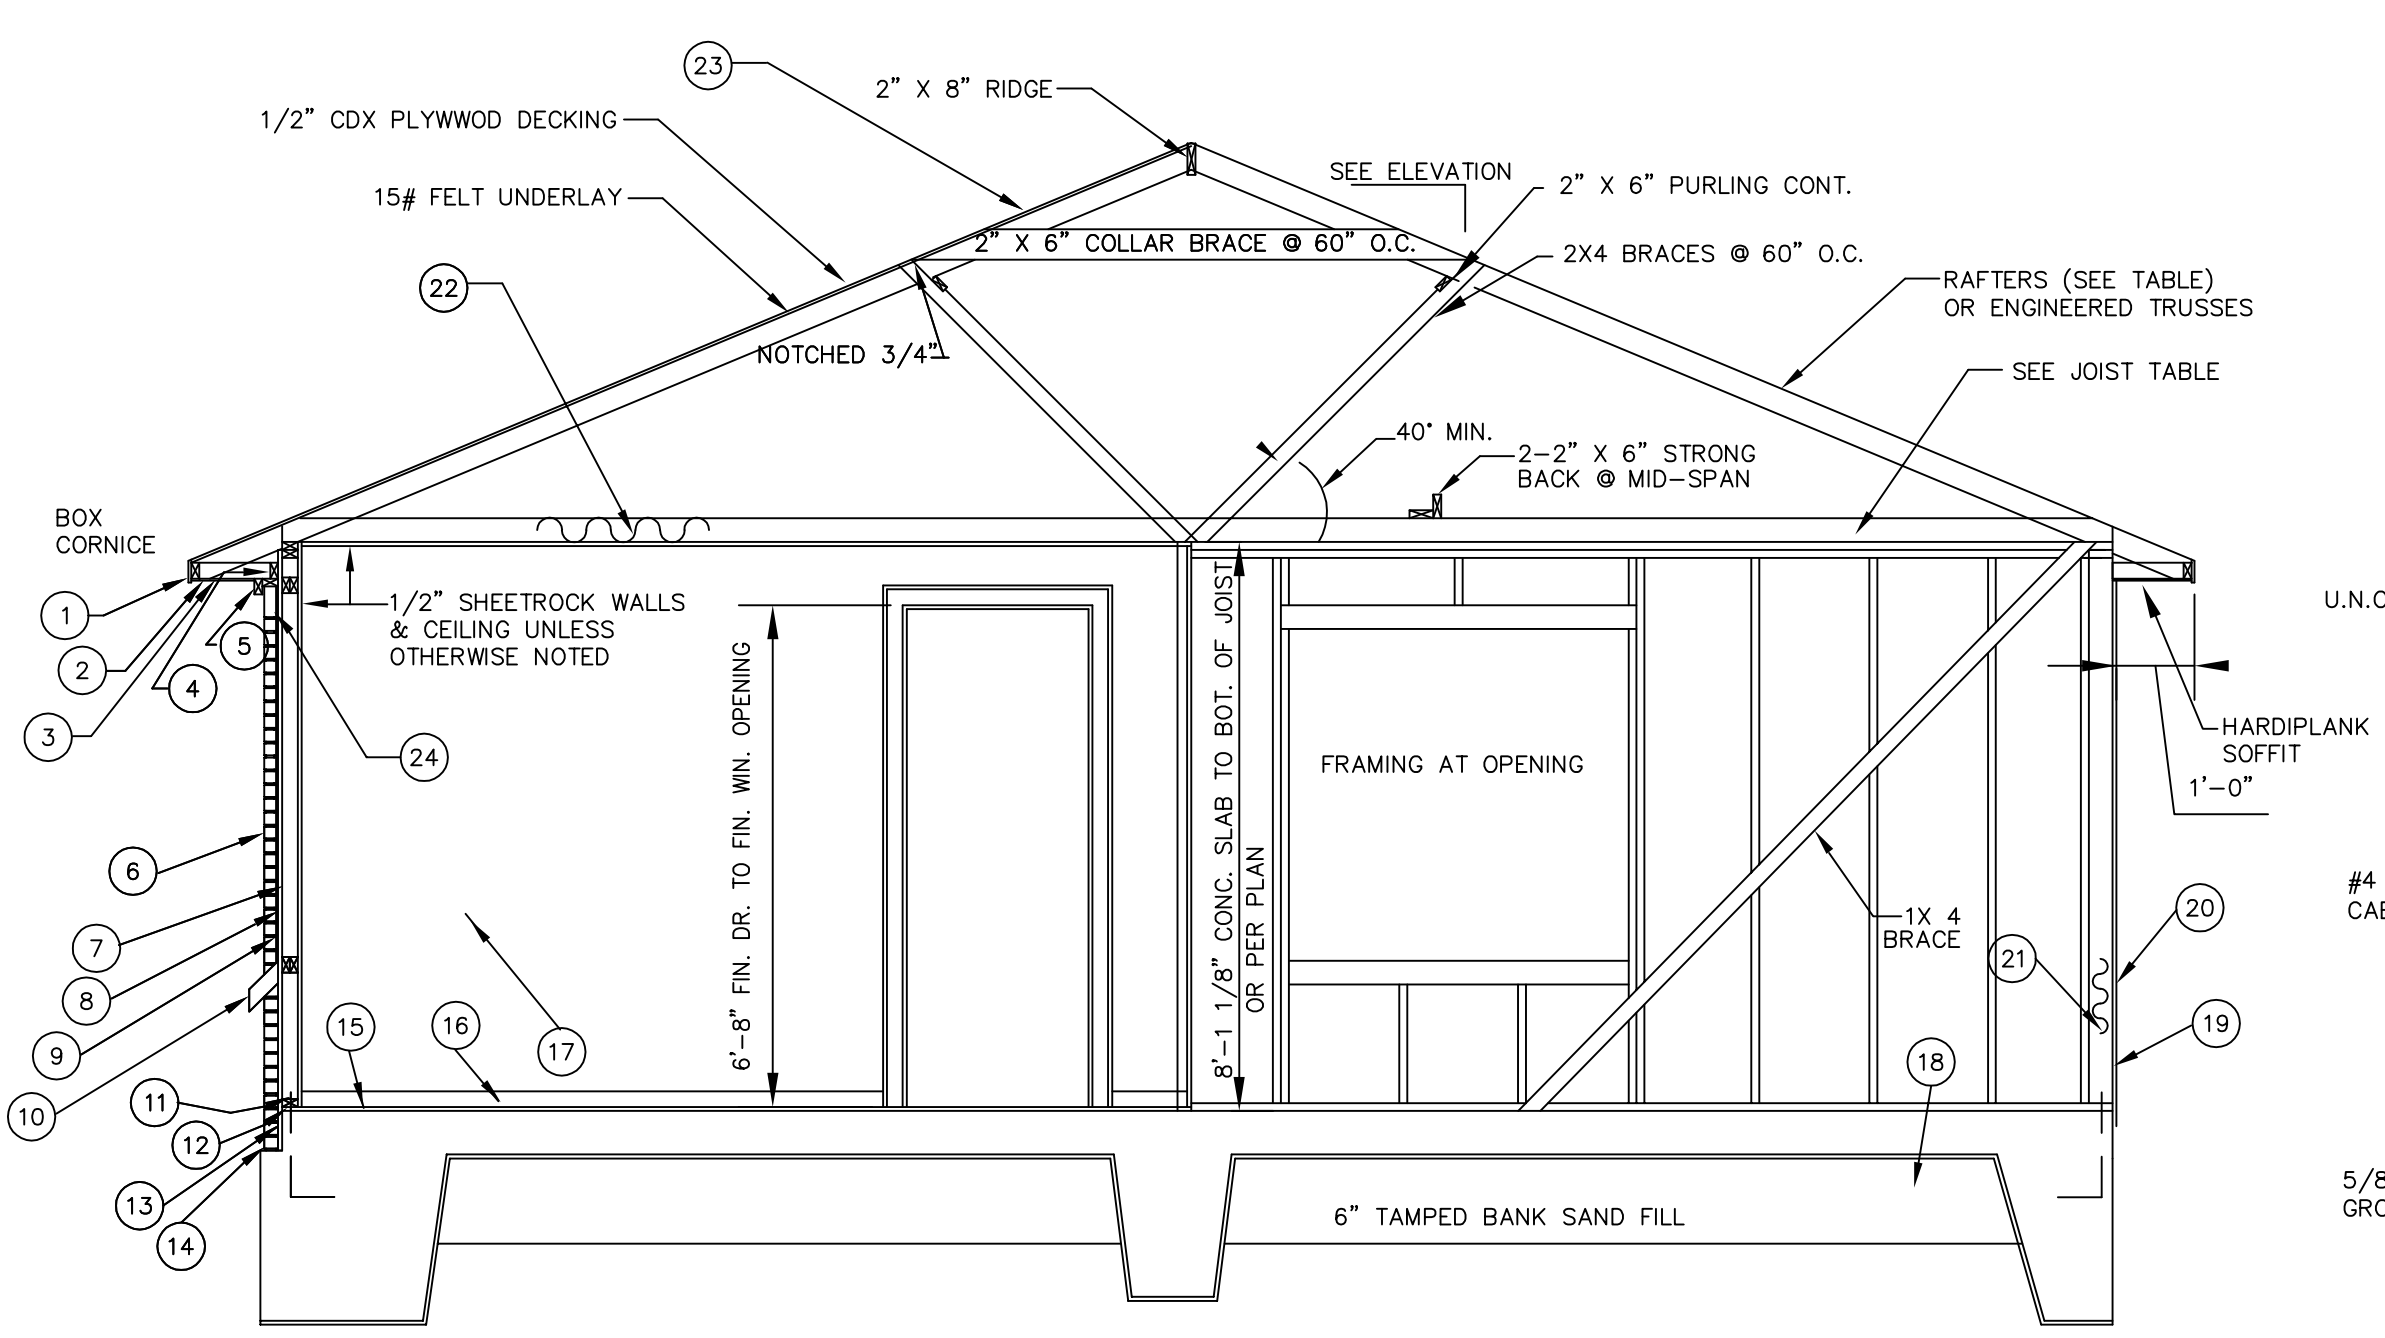 23
2” X 8” RIDGE
1/2” CDX PLYWWOD DECKING
15# FELT UNDERLAY
SEE ELEVATION
2” X 6” PURLING CONT.
2” X 6” COLLAR BRACE @ 60” O.C.
2X4 BRACES @ 60” O.C.
22
RAFTERS (SEE TABLE)
OR ENGINEERED TRUSSES
NOTCHED 3/4”
SEE JOIST TABLE
40° MIN.
2-2” X 6” STRONG
BACK @ MID-SPAN
BOX
CORNICE
1
2
3
4
5
1/2” SHEETROCK WALLS
& CEILING UNLESS
OTHERWISE NOTED
24
6’-8” FIN. DR. TO FIN. WIN. OPENING
8’-1 1/8” CONC. SLAB TO BOT. OF JOIST
OR PER PLAN
FRAMING AT OPENING
U.N.O
HARDIPLANK
SOFFIT
1’-0”
6
7
8
9
10
11
12
13
14
15
16
17
1X 4
BRACE
21
20
19
18
#4
CAB
6” TAMPED BANK SAND FILL
5/8
GRO